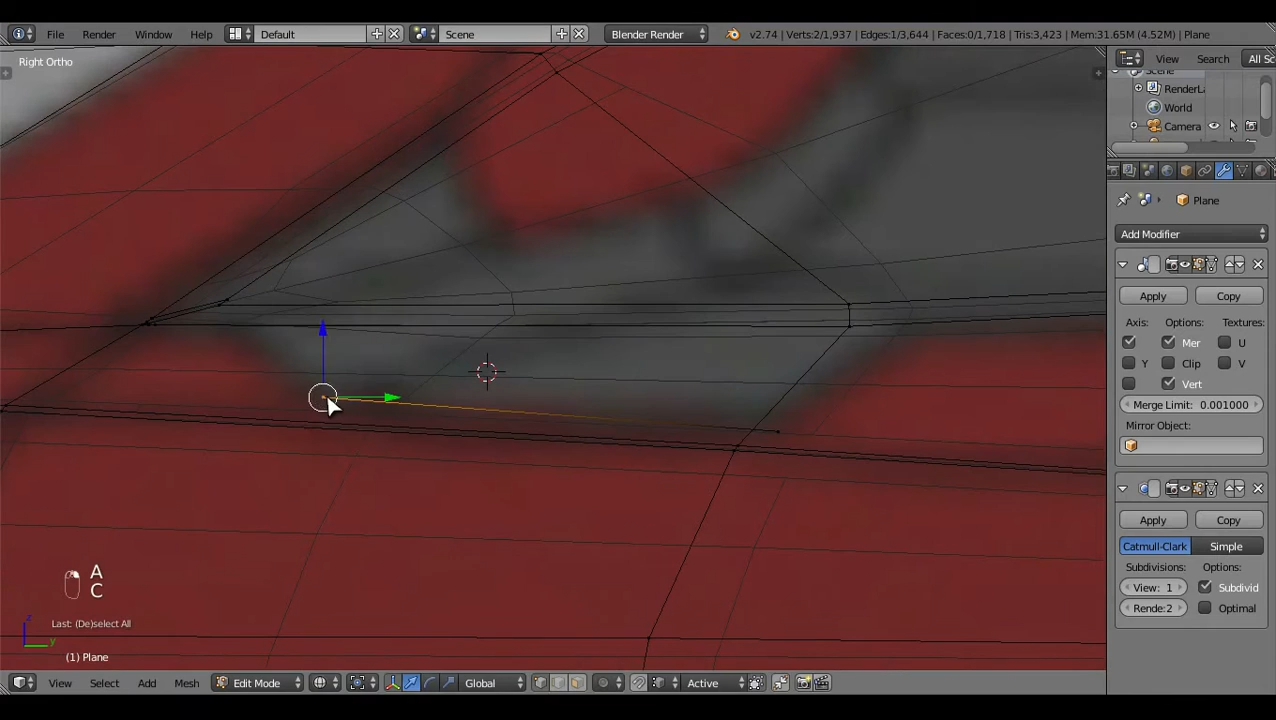 File Render Window Help Default Scene Blender Render v2.74 | Verts:2/1,937 | Edges:1/3,644 | Faces:0/1,718 | Tris:3,423 | Mem:31.65M (4.52M) | Plane
Right Ortho
View Search All Sc
Scene
RenderLa
World
Camera
Plane
Add Modifier
Apply Copy
Axis: Options: Textures:
Mer U
Y Clip V
Vert
Merge Limit: 0.001000
Mirror Object:
Apply Copy
Catmull-Clark Simple
Subdivisions: Options:
View: 1 Subdivid
Rende:2 Optimal
A
C
Last: (De)select All
z
y
(1) Plane
View Select Add Mesh Edit Mode Global Active